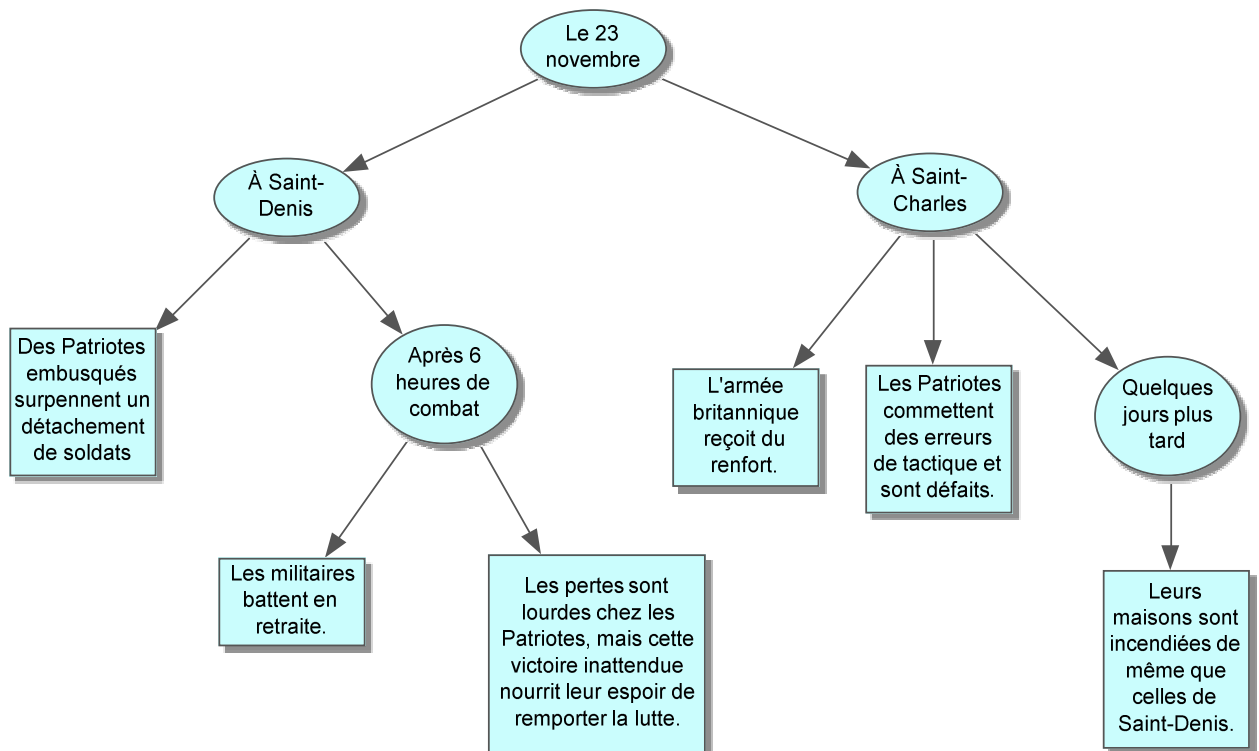 Le 23
novembre
À Saint-
Denis
À Saint-
Charles
Des Patriotes
embusqués
surpennent un
détachement
de soldats
Après 6
heures de
combat
L'armée
britannique
reçoit du
renfort.
Les Patriotes
commettent
des erreurs
de tactique et
sont défaits.
Quelques
jours plus
tard
Les militaires
battent en
retraite.
Les pertes sont
lourdes chez les
Patriotes, mais cette
victoire inattendue
nourrit leur espoir de
remporter la lutte.
Leurs
maisons sont
incendiées de
même que
celles de
Saint-Denis.